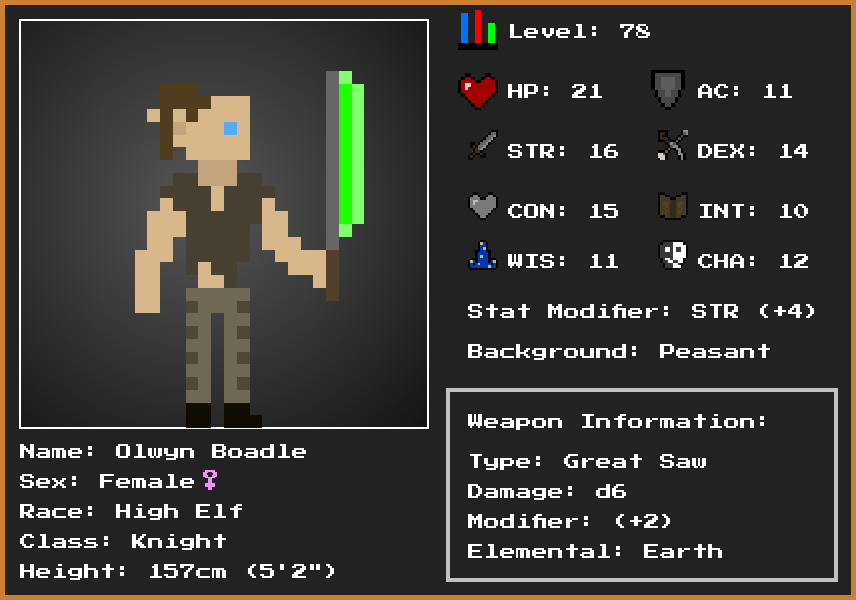 Level: 78
HP: 21
AC: 11
STR: 16
DEX: 14
CON: 15
INT: 10
WIS: 11
CHA: 12
Stat Modifier: STR (+4)
Background: Peasant
Weapon Information:
Type: Great Saw
Damage: d6
Modifier: (+2)
Elemental: Earth
Name: Olwyn Boadle
Sex: Female♀
Race: High Elf
Class: Knight
Height: 157cm (5'2")